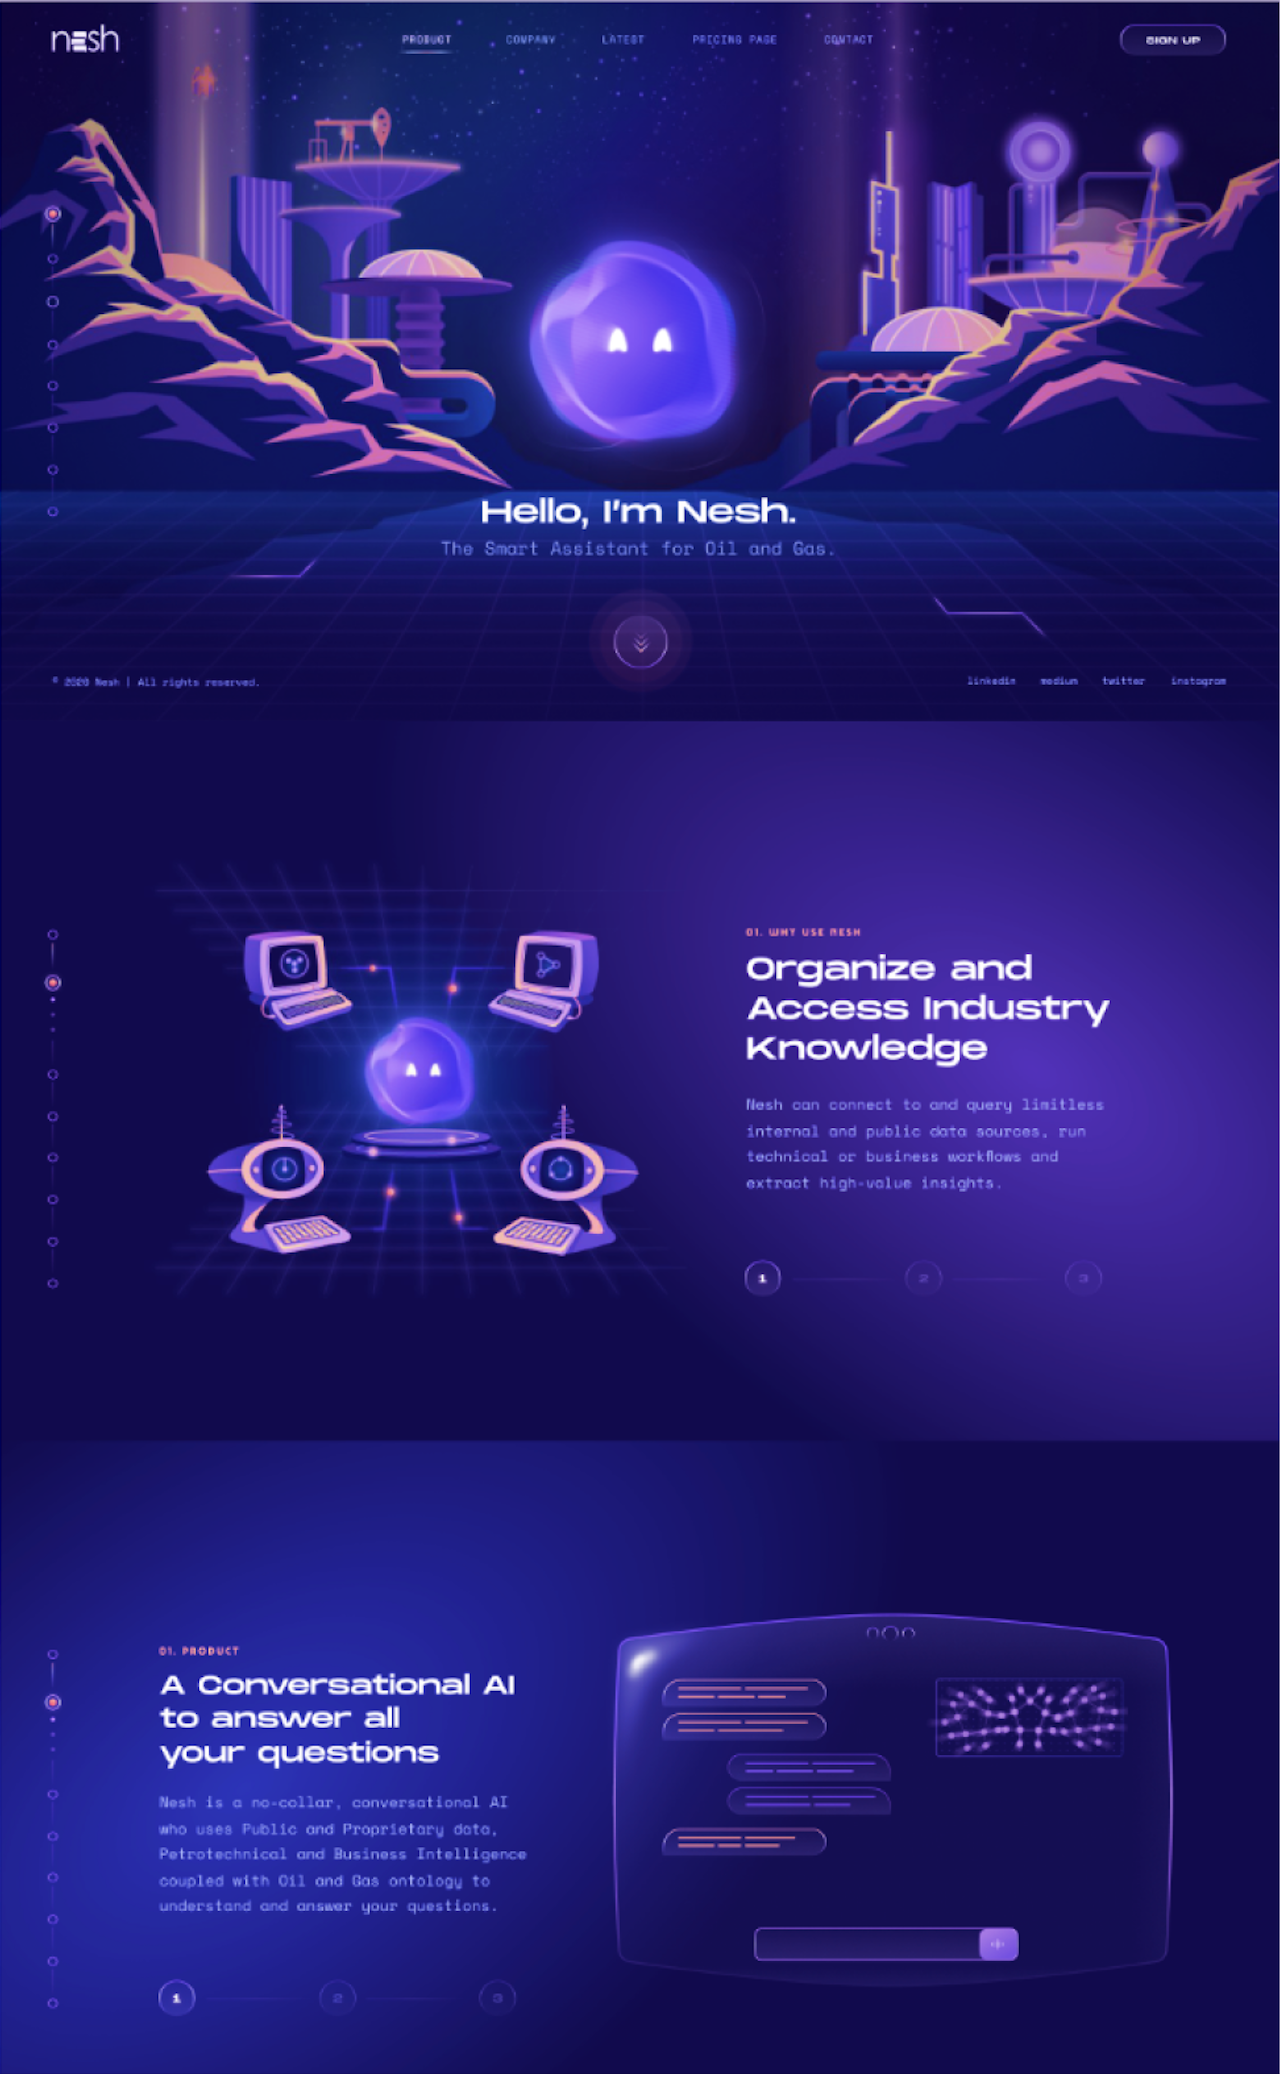 nesh
PRODUCT COMPANY LATEST PRICING PAGE CONTACT SIGN UP
Hello, I'm Nesh.
The Smart Assistant for Oil and Gas.
© 2020 Nesh | All rights reserved. linkedin medium twitter instagram
01. WHY USE NESH
Organize and
Access Industry
Knowledge
Nesh can connect to and query limitless
internal and public data sources, run
technical or business workflows and
extract high-value insights.
1 2 3
01. PRODUCT
A Conversational AI
to answer all
your questions
Nesh is a no-collar, conversational AI
who uses Public and Proprietary data,
Petrotechnical and Business Intelligence
coupled with Oil and Gas ontology to
understand and answer your questions.
1 2 3